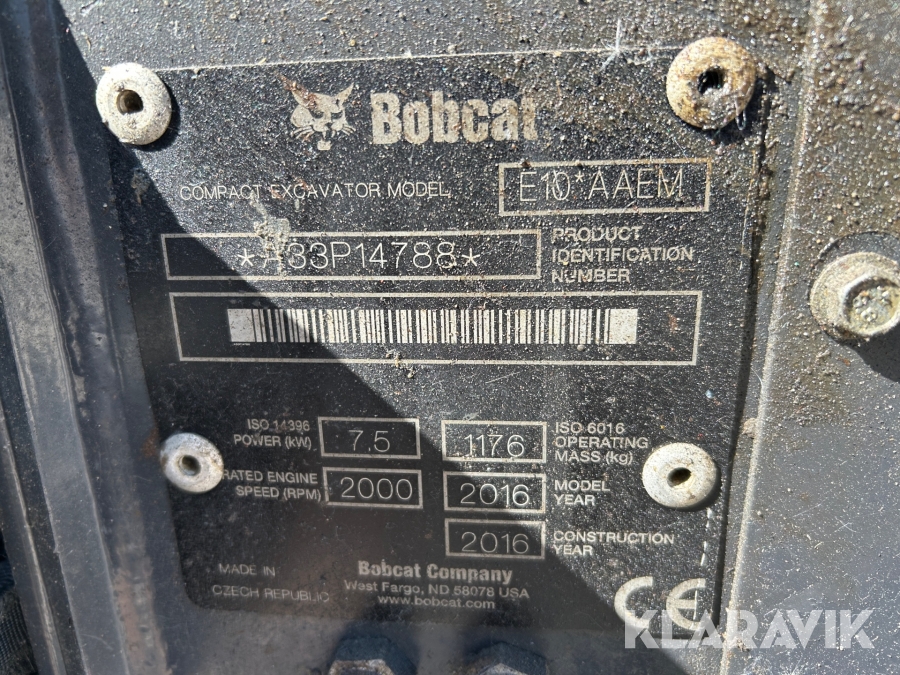 Bobcat
COMPACT EXCAVATOR MODEL E10*AAEM
*A33P14788* PRODUCT IDENTIFICATION NUMBER
ISO 14396 POWER (kW) 7.5 1176 ISO 6016 OPERATING MASS (kg)
RATED ENGINE SPEED (RPM) 2000 2016 MODEL YEAR
2016 CONSTRUCTION YEAR
MADE IN CZECH REPUBLIC
Bobcat Company
West Fargo, ND 58078 USA
www.bobcat.com
CE
KLARAVIK